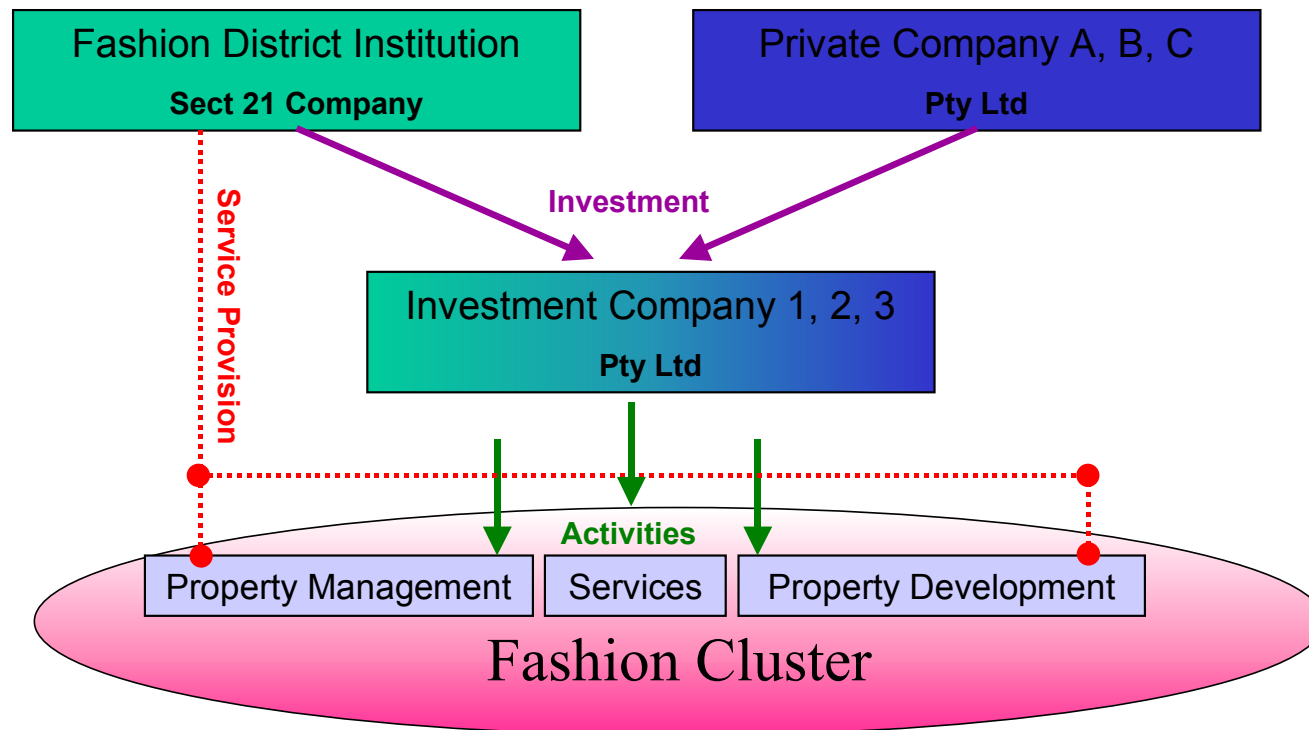 Fashion District Institution
Sect 21 Company
Private Company A, B, C
Pty Ltd
Service Provision
Investment
Investment Company 1, 2, 3
Pty Ltd
Activities
Property Management
Services
Property Development
Fashion Cluster